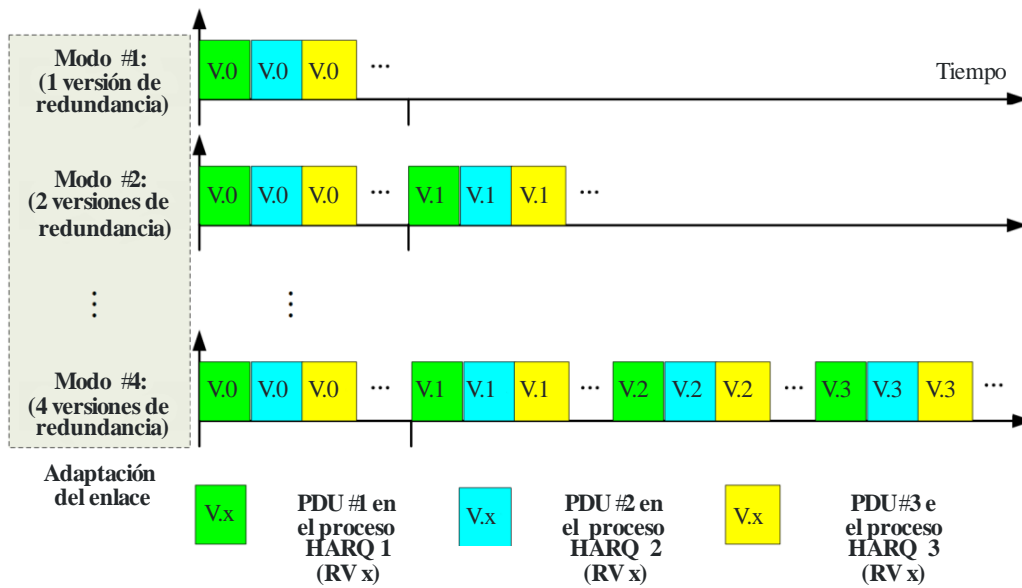 Modo #1:
(1 versión de
redundancia)
V.0 V.0 V.0 ...
Tiempo
Modo #2:
(2 versiones de
redundancia)
V.0 V.0 V.0 ... V.1 V.1 V.1 ...
⋮ ⋮
Modo #4:
(4 versiones de
redundancia)
V.0 V.0 V.0 ... V.1 V.1 V.1 ... V.2 V.2 V.2 ... V.3 V.3 V.3 ...
Adaptación
del enlace
V.x
PDU #1 en
el proceso
HARQ 1
(RV x)
V.x
PDU #2 en
el proceso
HARQ 2
(RV x)
V.x
PDU #3 e
el proceso
HARQ 3
(RV x)